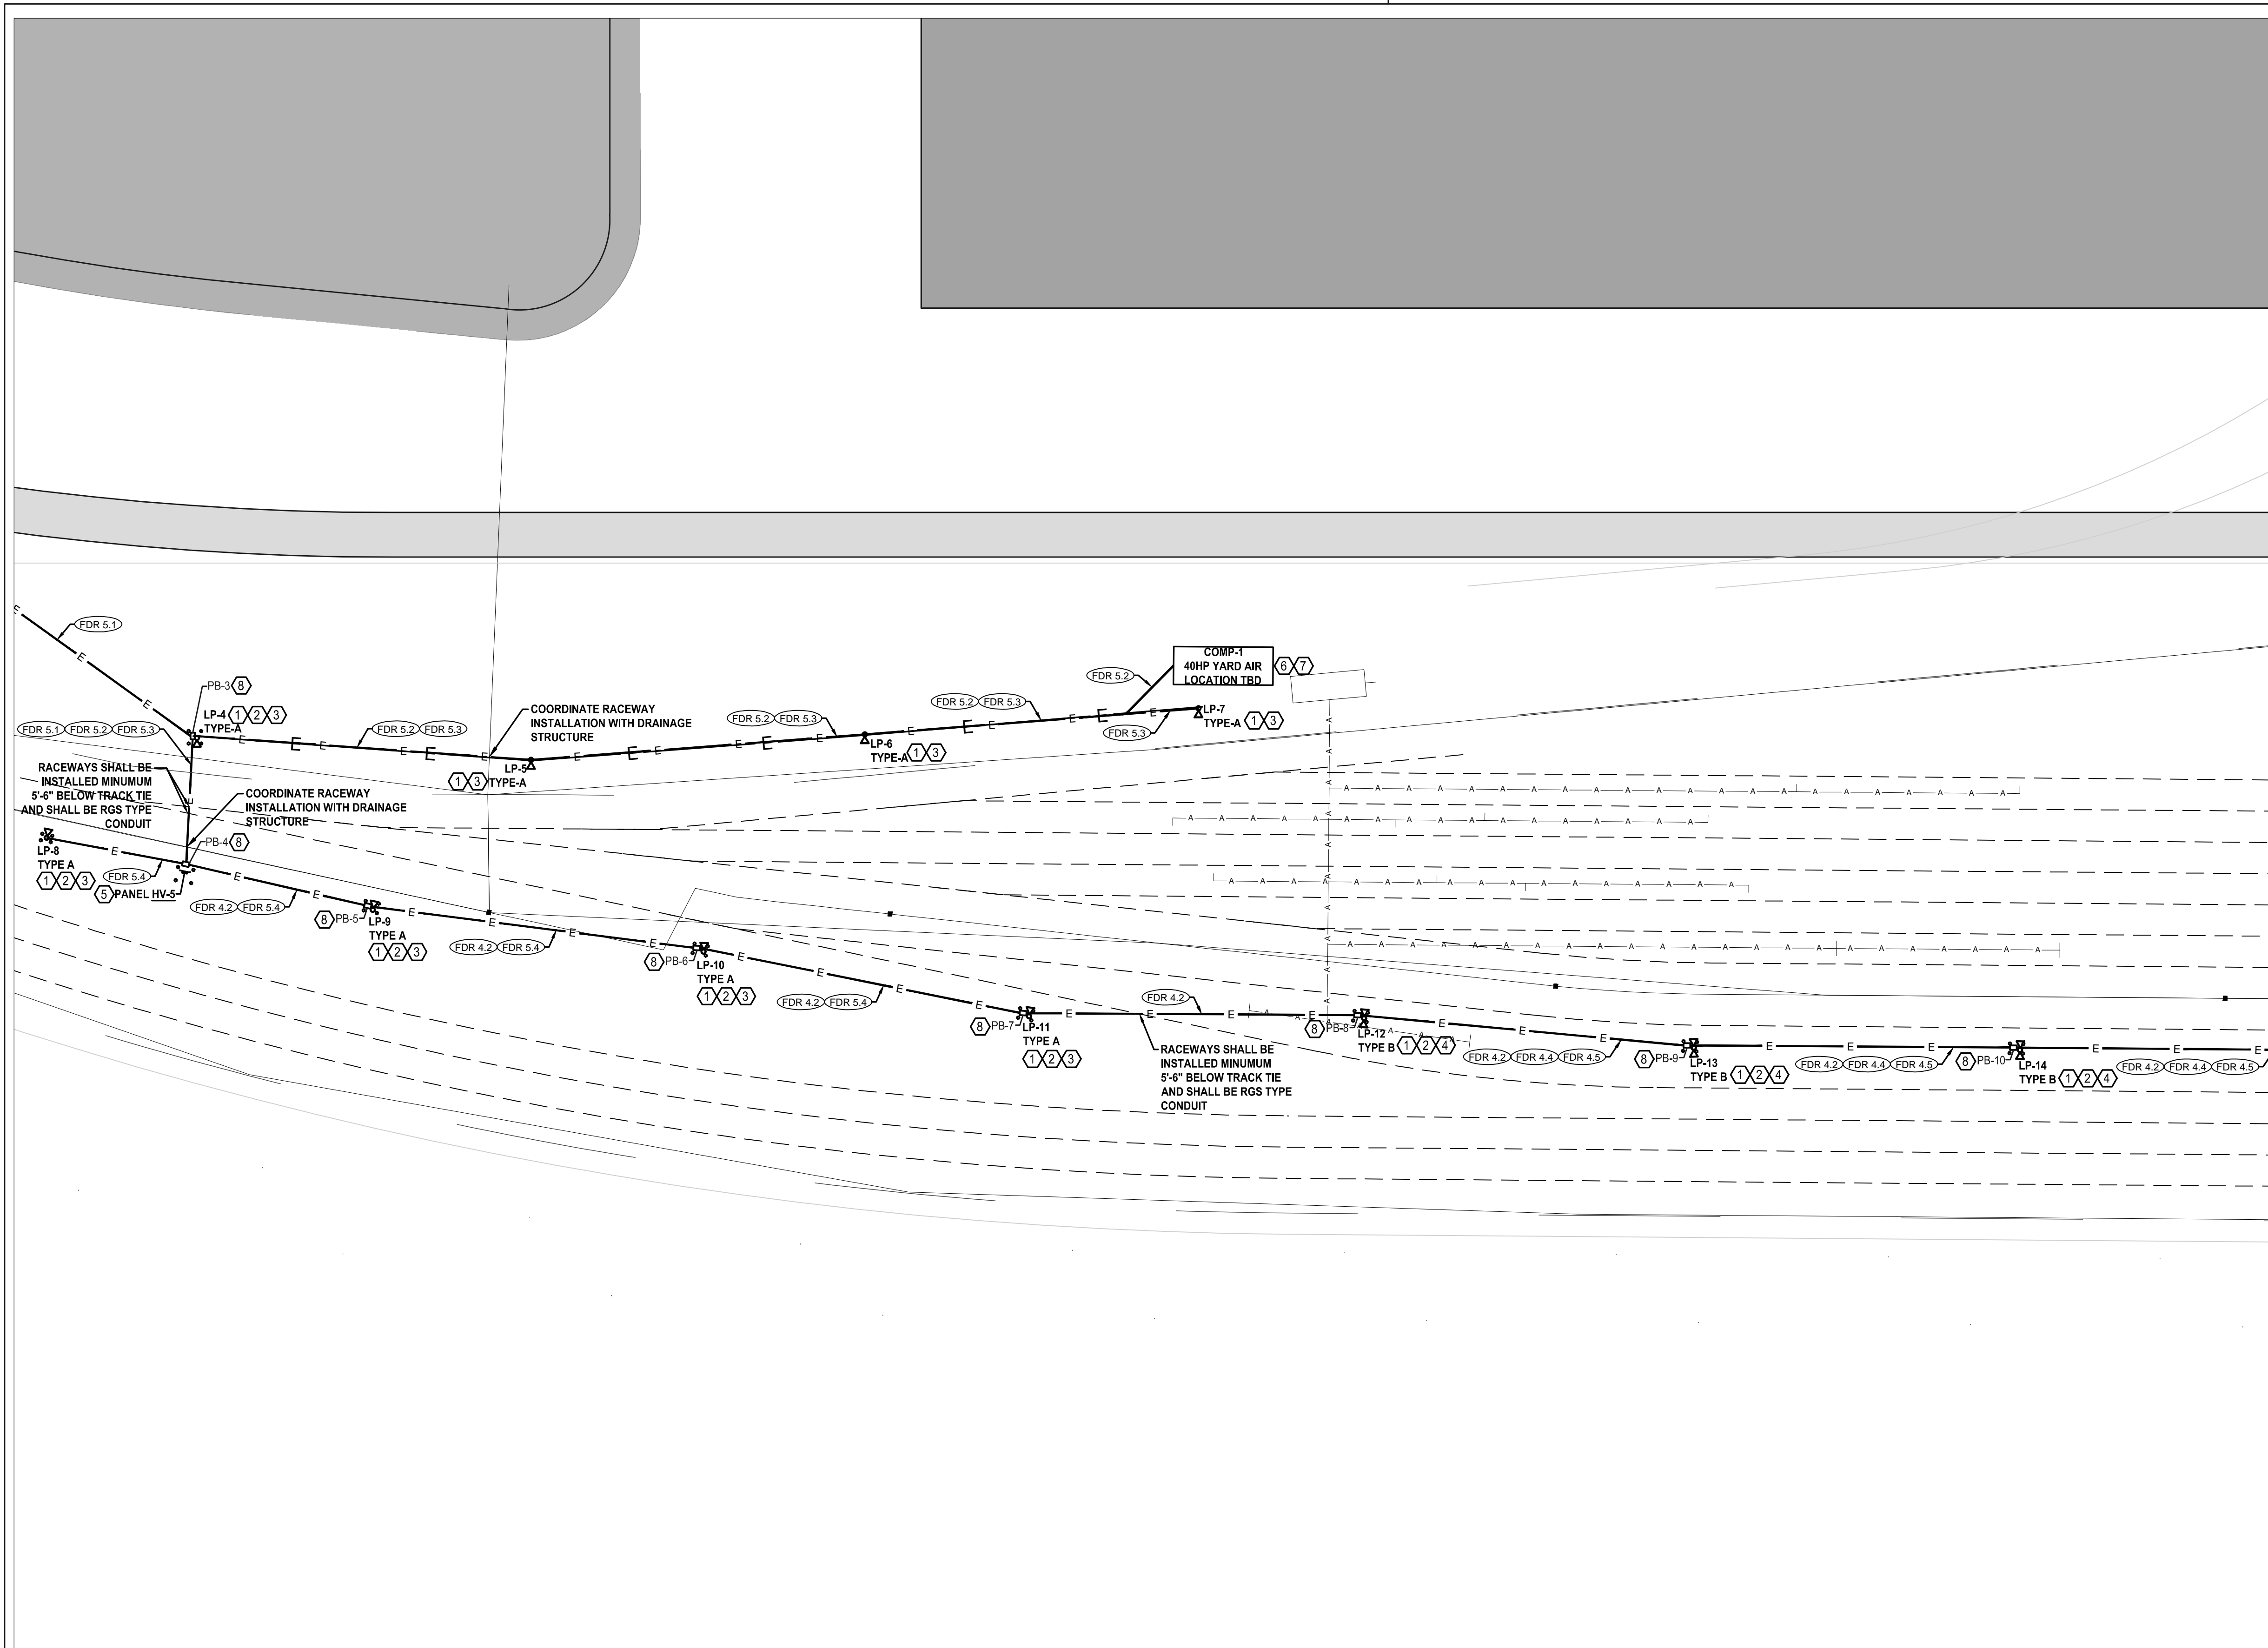 E
FDR 5.1
E
E
PB-3 8
LP-4 1 2 3
TYPE-A
FDR 5.1 FDR 5.2 FDR 5.3
E E E E E E
FDR 5.2 FDR 5.3
COORDINATE RACEWAY
INSTALLATION WITH DRAINAGE
STRUCTURE
LP-5
1 3 TYPE-A
E E E E E E
FDR 5.2 FDR 5.3
LP-6
TYPE-A 1 3
E E E E E E
FDR 5.2 FDR 5.3
FDR 5.2
COMP-1
40HP YARD AIR
LOCATION TBD
6 7
LP-7
TYPE-A 1 3
FDR 5.3
RACEWAYS SHALL BE
INSTALLED MINIMUM
5'-6" BELOW TRACK TIE
AND SHALL BE RGS TYPE
CONDUIT
E
COORDINATE RACEWAY
INSTALLATION WITH DRAINAGE
STRUCTURE
PB-4 8
LP-8
TYPE A
1 2 3
E
FDR 5.4
5 PANEL HV-5
E E
FDR 4.2 FDR 5.4
8 PB-5
LP-9
TYPE A
1 2 3
E E E E
FDR 4.2 FDR 5.4
8 PB-6
LP-10
TYPE A
1 2 3
E E E E
FDR 4.2 FDR 5.4
8 PB-7
LP-11
TYPE A
1 2 3
E E E E
FDR 4.2
RACEWAYS SHALL BE
INSTALLED MINIMUM
5'-6" BELOW TRACK TIE
AND SHALL BE RGS TYPE
CONDUIT
8 PB-8
LP-12
TYPE B 1 2 4
E E E
FDR 4.2 FDR 4.4 FDR 4.5
8 PB-9
LP-13
TYPE B 1 2 4
E E E
FDR 4.2 FDR 4.4 FDR 4.5
8 PB-10
LP-14
TYPE B 1 2 4
E E E
FDR 4.2 FDR 4.4 FDR 4.5
A A A A A A A A A A A A A A A A A A A A A
A A A A A A A A A A A A A A A A A
A A A A A A A A A A A A A A A A A
A A A A A A A A A A A A A A A A A A A A A A A